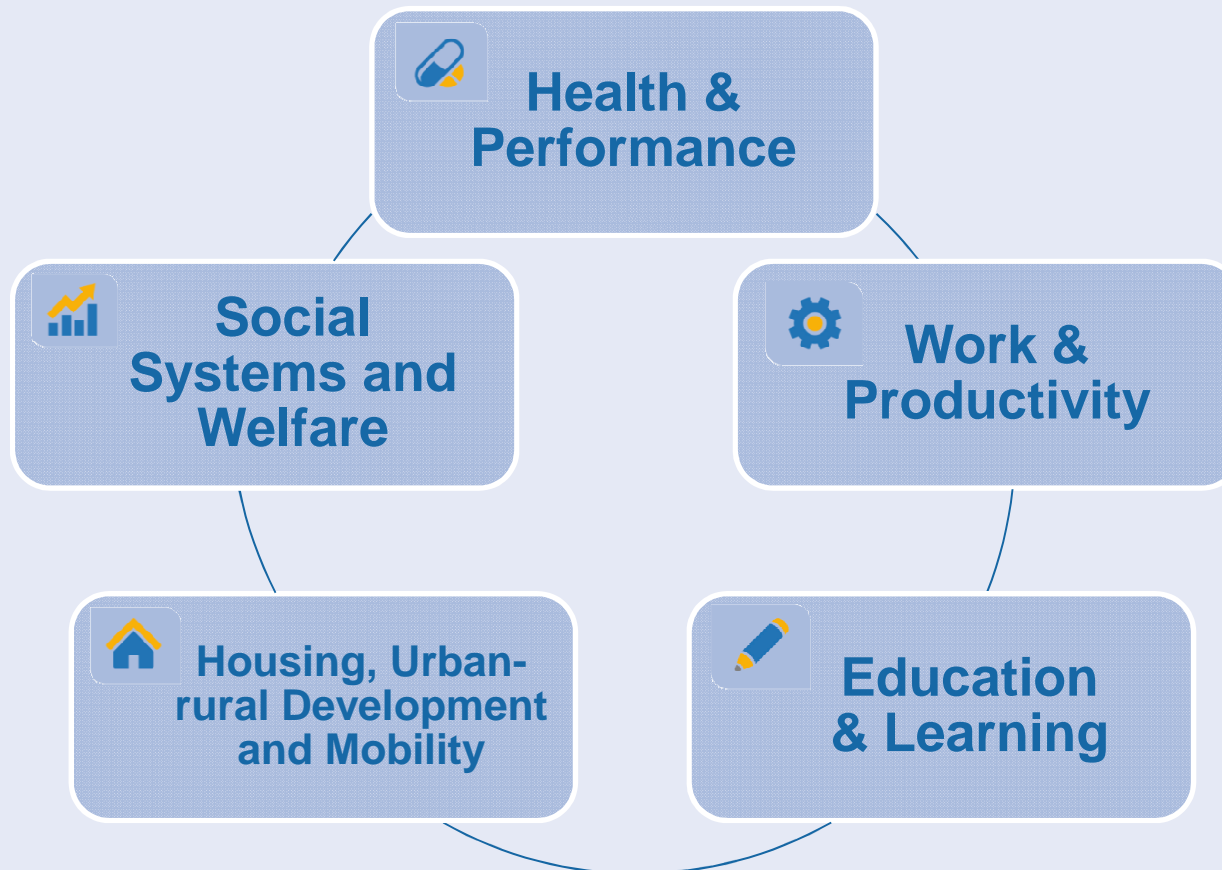 Health &
Performance
Social
Systems and
Welfare
Work &
Productivity
Housing, Urban-
rural Development
and Mobility
Education
& Learning